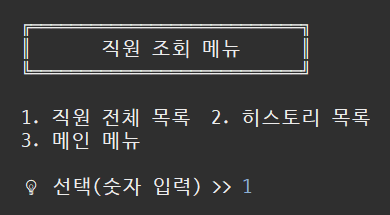 직원 조회 메뉴
1. 직원 전체 목록 2. 히스토리 목록
3. 메인 메뉴
선택(숫자 입력) >> 1